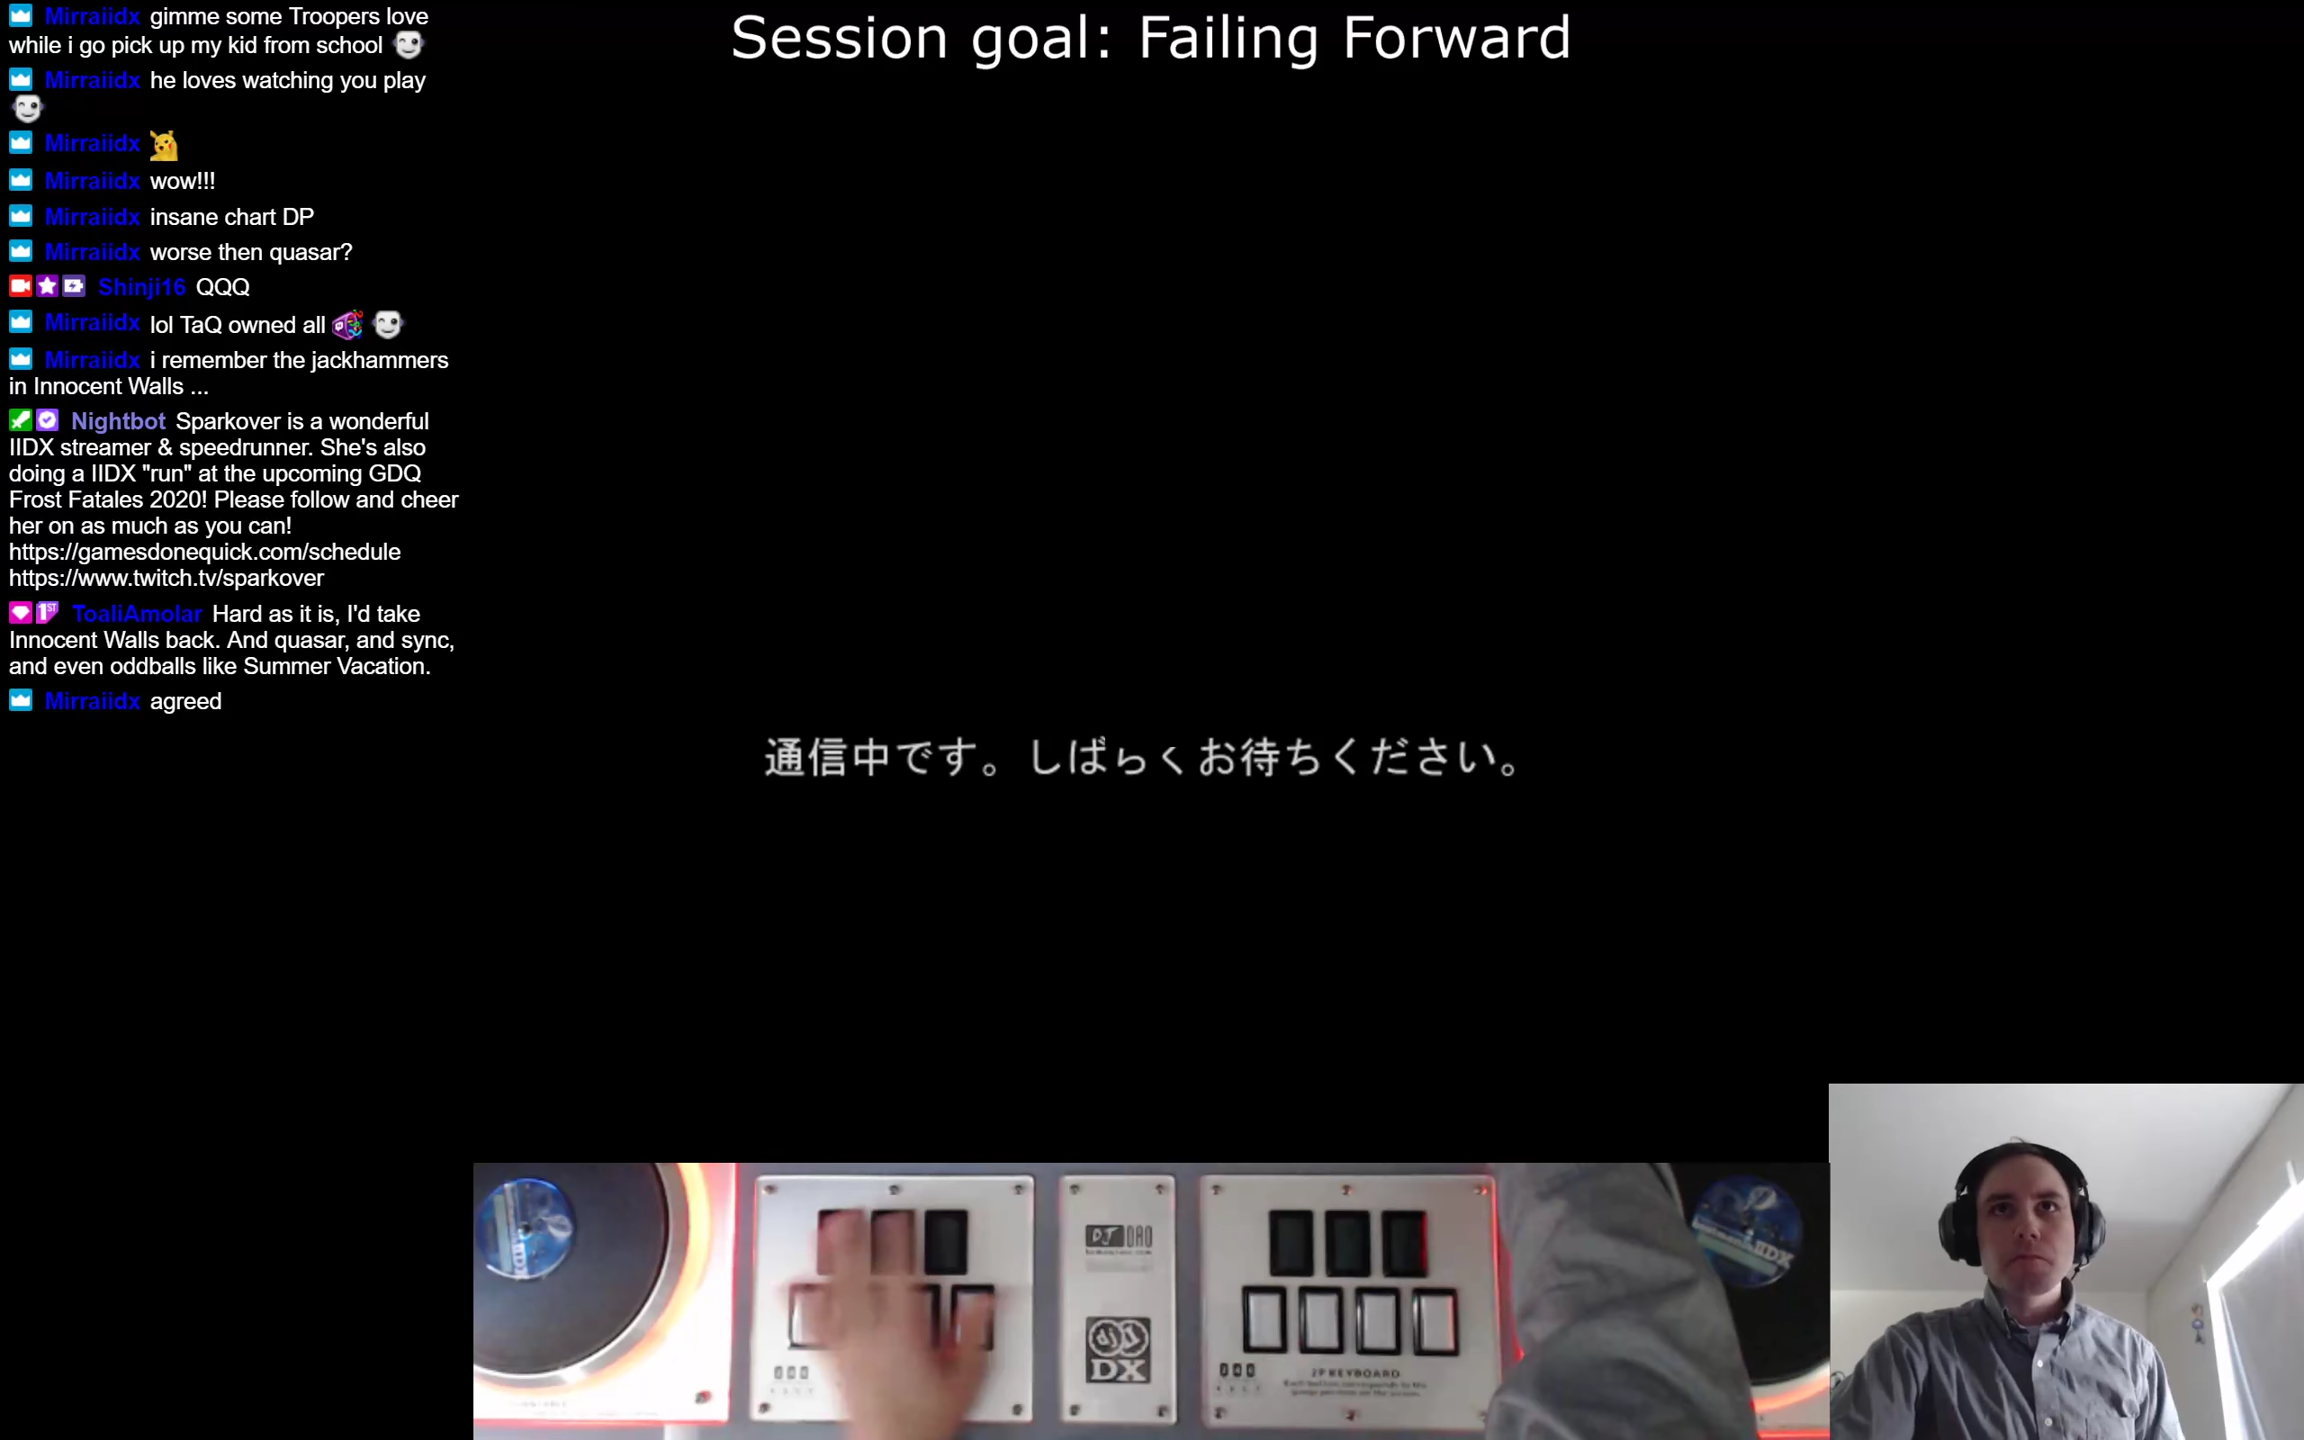 Mirraiidx gimme some Troopers love
while i go pick up my kid from school
Mirraiidx he loves watching you play
Mirraiidx
Mirraiidx wow!!!
Mirraiidx insane chart DP
Mirraiidx worse then quasar?
Shinji16 QQQ
Mirraiidx lol TaQ owned all
Mirraiidx i remember the jackhammers
in Innocent Walls ...
Nightbot Sparkover is a wonderful
IIDX streamer & speedrunner. She's also
doing a IIDX "run" at the upcoming GDQ
Frost Fatales 2020! Please follow and cheer
her on as much as you can!
https://gamesdonequick.com/schedule
https://www.twitch.tv/sparkover
1ST ToaliAmolar Hard as it is, I'd take
Innocent Walls back. And quasar, and sync,
and even oddballs like Summer Vacation.
Mirraiidx agreed
Session goal: Failing Forward
通信中です。しばらくお待ちください。
DJ DAO
dj
DX
2P KEYBOARD
IIDX